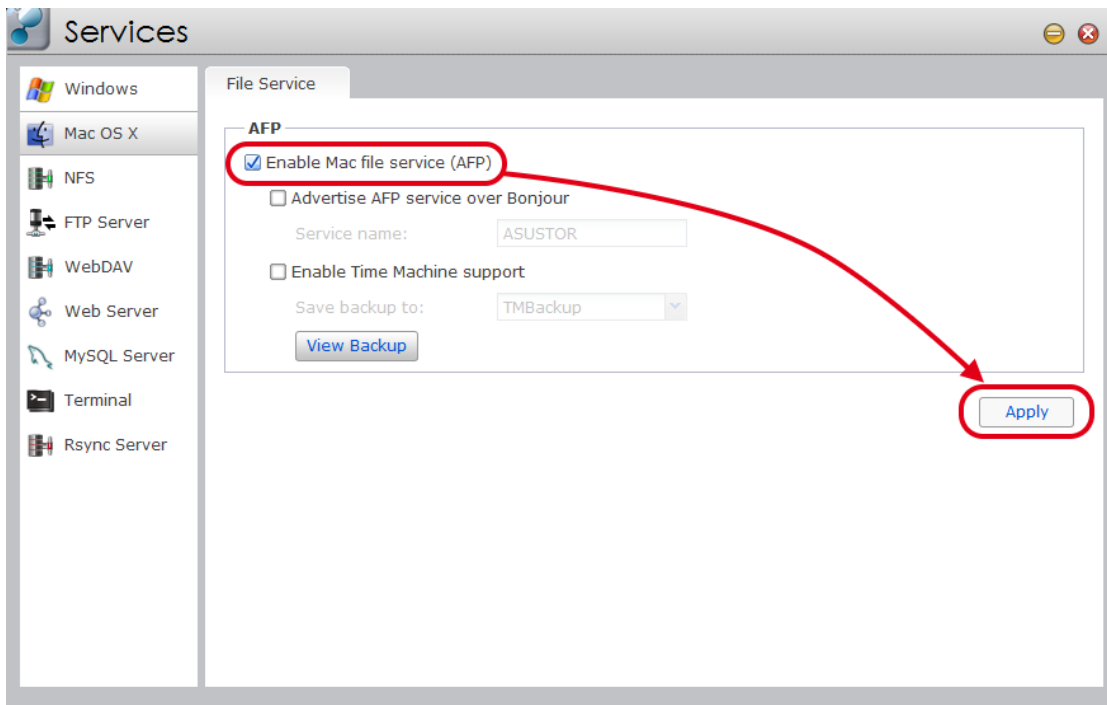 Services
Windows
Mac OS X
NFS
FTP Server
WebDAV
Web Server
MySQL Server
Terminal
Rsync Server
File Service
AFP
Enable Mac file service (AFP)
Advertise AFP service over Bonjour
Service name: ASUSTOR
Enable Time Machine support
Save backup to: TMBackup
View Backup
Apply